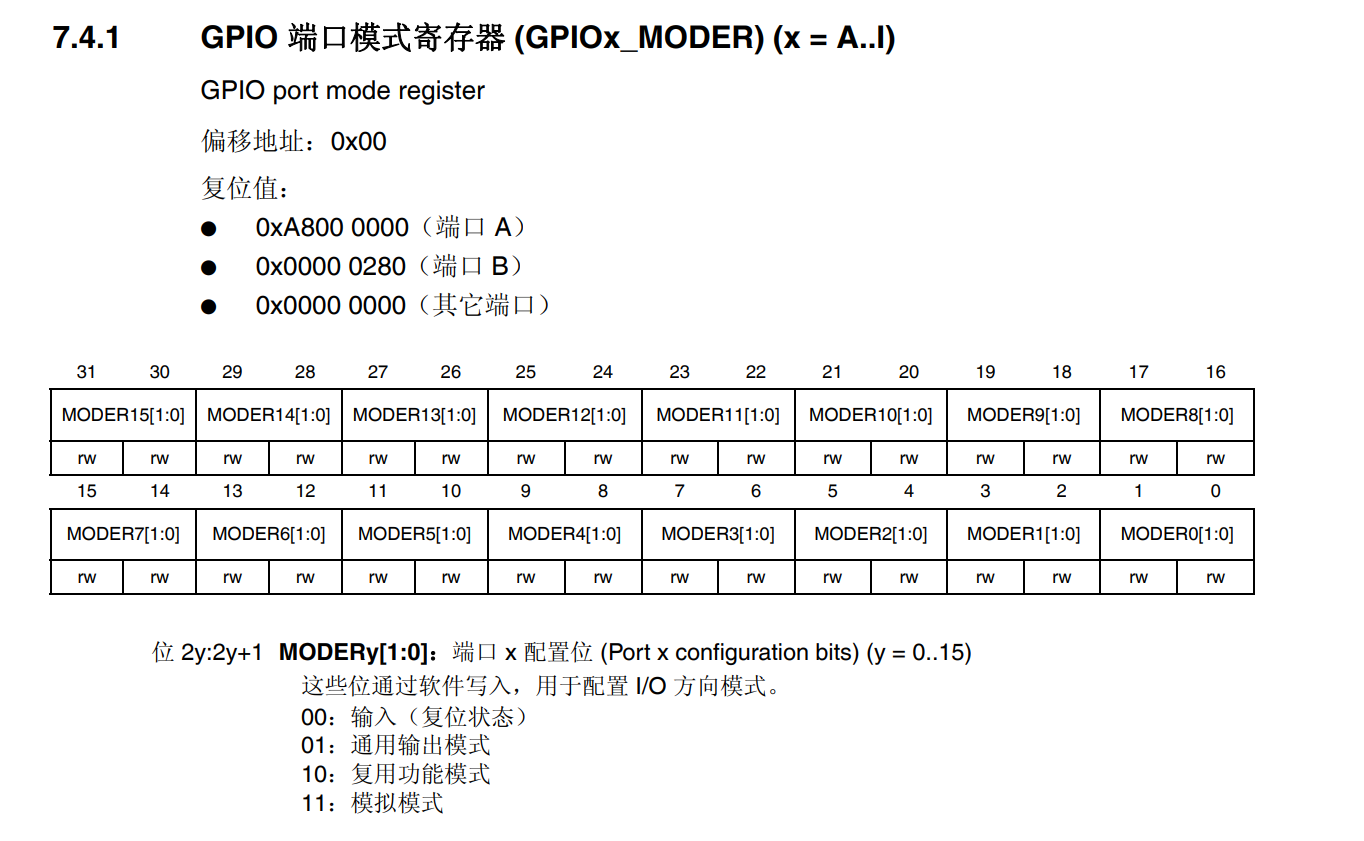 7.4.1 GPIO 端口模式寄存器 (GPIOx_MODER) (x = A..I)
GPIO port mode register
偏移地址：0x00
复位值：
● 0xA800 0000（端口 A）
● 0x0000 0280（端口 B）
● 0x0000 0000（其它端口）
31 30 29 28 27 26 25 24 23 22 21 20 19 18 17 16
MODER15[1:0] MODER14[1:0] MODER13[1:0] MODER12[1:0] MODER11[1:0] MODER10[1:0] MODER9[1:0] MODER8[1:0]
rw rw rw rw rw rw rw rw rw rw rw rw rw rw rw rw
15 14 13 12 11 10 9 8 7 6 5 4 3 2 1 0
MODER7[1:0] MODER6[1:0] MODER5[1:0] MODER4[1:0] MODER3[1:0] MODER2[1:0] MODER1[1:0] MODER0[1:0]
rw rw rw rw rw rw rw rw rw rw rw rw rw rw rw rw
位 2y:2y+1 MODERy[1:0]：端口 x 配置位 (Port x configuration bits) (y = 0..15)
这些位通过软件写入，用于配置 I/O 方向模式。
00：输入（复位状态）
01：通用输出模式
10：复用功能模式
11：模拟模式